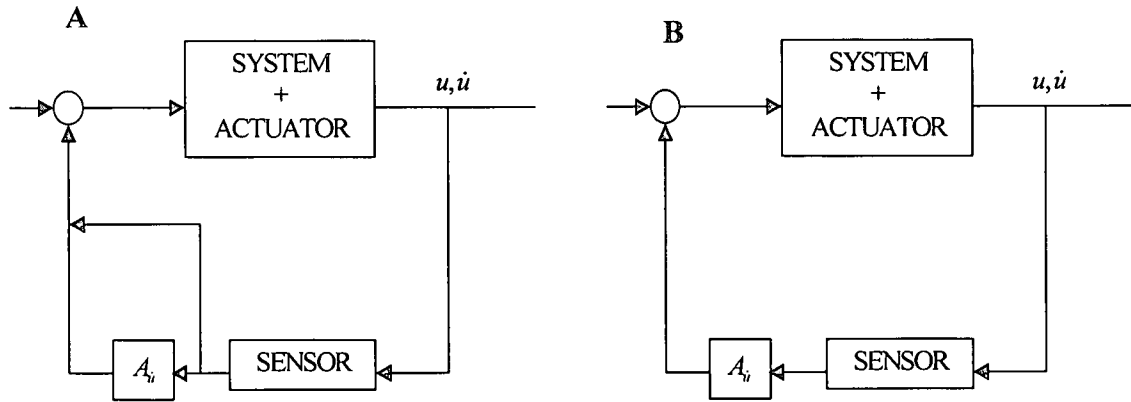 A
SYSTEM
+
ACTUATOR
u, u̇
A_u̇
SENSOR
B
SYSTEM
+
ACTUATOR
u, u̇
A_u̇
SENSOR